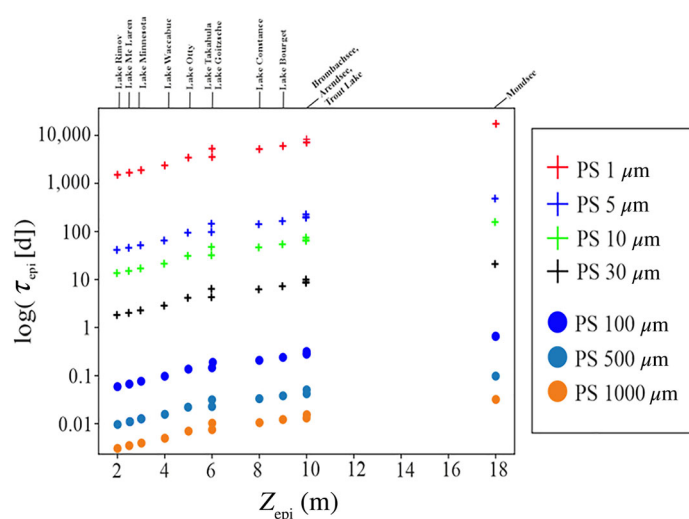 Lake Rimov
Lake Mc Laren
Lake Minnesota
Lake Waccabuc
Lake Otty
Lake Takabula
Lake Goitzsche
Lake Constance
Lake Bourget
Brombachsee,
Arendsee,
Trout Lake
Mondsee
log( τepi [d])
10,000
1,000
100
10
1
0.1
0.01
2 4 6 8 10 12 14 16 18
Zepi (m)
PS 1 µm
PS 5 µm
PS 10 µm
PS 30 µm
PS 100 µm
PS 500 µm
PS 1000 µm